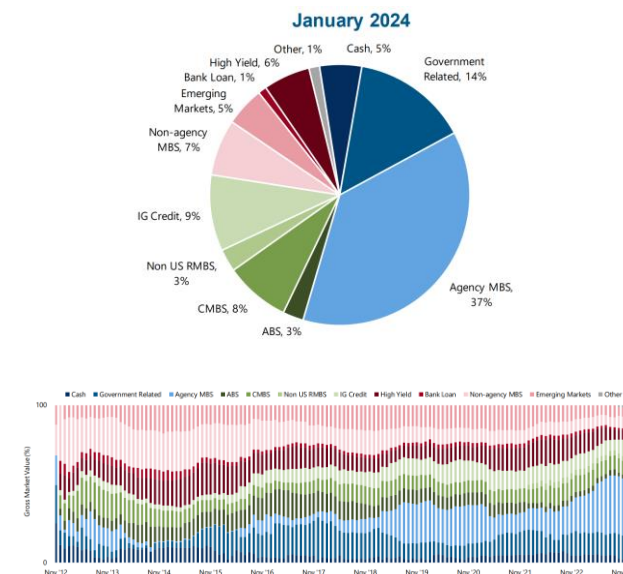 January 2024
Other, 1%
Cash, 5%
High Yield, 6%
Government
Related, 14%
Bank Loan, 1%
Emerging
Markets, 5%
Non-agency
MBS, 7%
IG Credit, 9%
Non US RMBS,
3%
Agency MBS,
37%
CMBS, 8%
ABS, 3%
Cash Government Related Agency MBS ABS CMBS Non US RMBS IG Credit High Yield Bank Loan Non-agency MBS Emerging Markets Other
100
Gross Market Value (%)
0
Nov '12 Nov '13 Nov '14 Nov '15 Nov '16 Nov '17 Nov '18 Nov '19 Nov '20 Nov '21 Nov '22